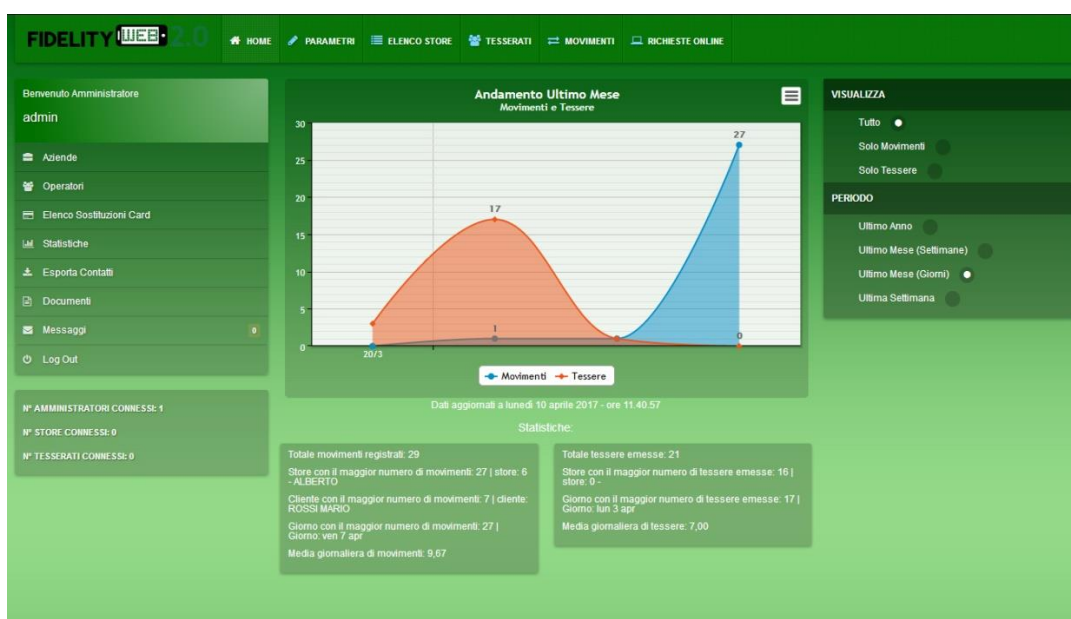 FIDELITY WEB 2.0
HOME
PARAMETRI
ELENCO STORE
TESSERATI
MOVIMENTI
RICHIESTE ONLINE
Benvenuto Amministratore
admin
Aziende
Operatori
Elenco Sostituzioni Card
Statistiche
Esporta Contatti
Documenti
Messaggi 0
Log Out
N° AMMINISTRATORI CONNESSI: 1
N° STORE CONNESSI: 0
N° TESSERATI CONNESSI: 0
Andamento Ultimo Mese
Movimenti e Tessere
30
25
20
15
10
5
0
27
17
1
0
20/3
Movimenti Tessere
Dati aggiornati a lunedì 10 aprile 2017 - ore 11.40.57
Statistiche:
Totale movimenti registrati: 29
Store con il maggior numero di movimenti: 27 | store: 6
- ALBERTO
Cliente con il maggior numero di movimenti: 7 | cliente:
ROSSI MARIO
Giorno con il maggior numero di movimenti: 27 |
Giorno: ven 7 apr
Media giornaliera di movimenti: 9,67
Totale tessere emesse: 21
Store con il maggior numero di tessere emesse: 16 |
store: 0 -
Giorno con il maggior numero di tessere emesse: 17 |
Giorno: lun 3 apr
Media giornaliera di tessere: 7,00
VISUALIZZA
Tutto
Solo Movimenti
Solo Tessere
PERIODO
Ultimo Anno
Ultimo Mese (Settimane)
Ultimo Mese (Giorni)
Ultima Settimana